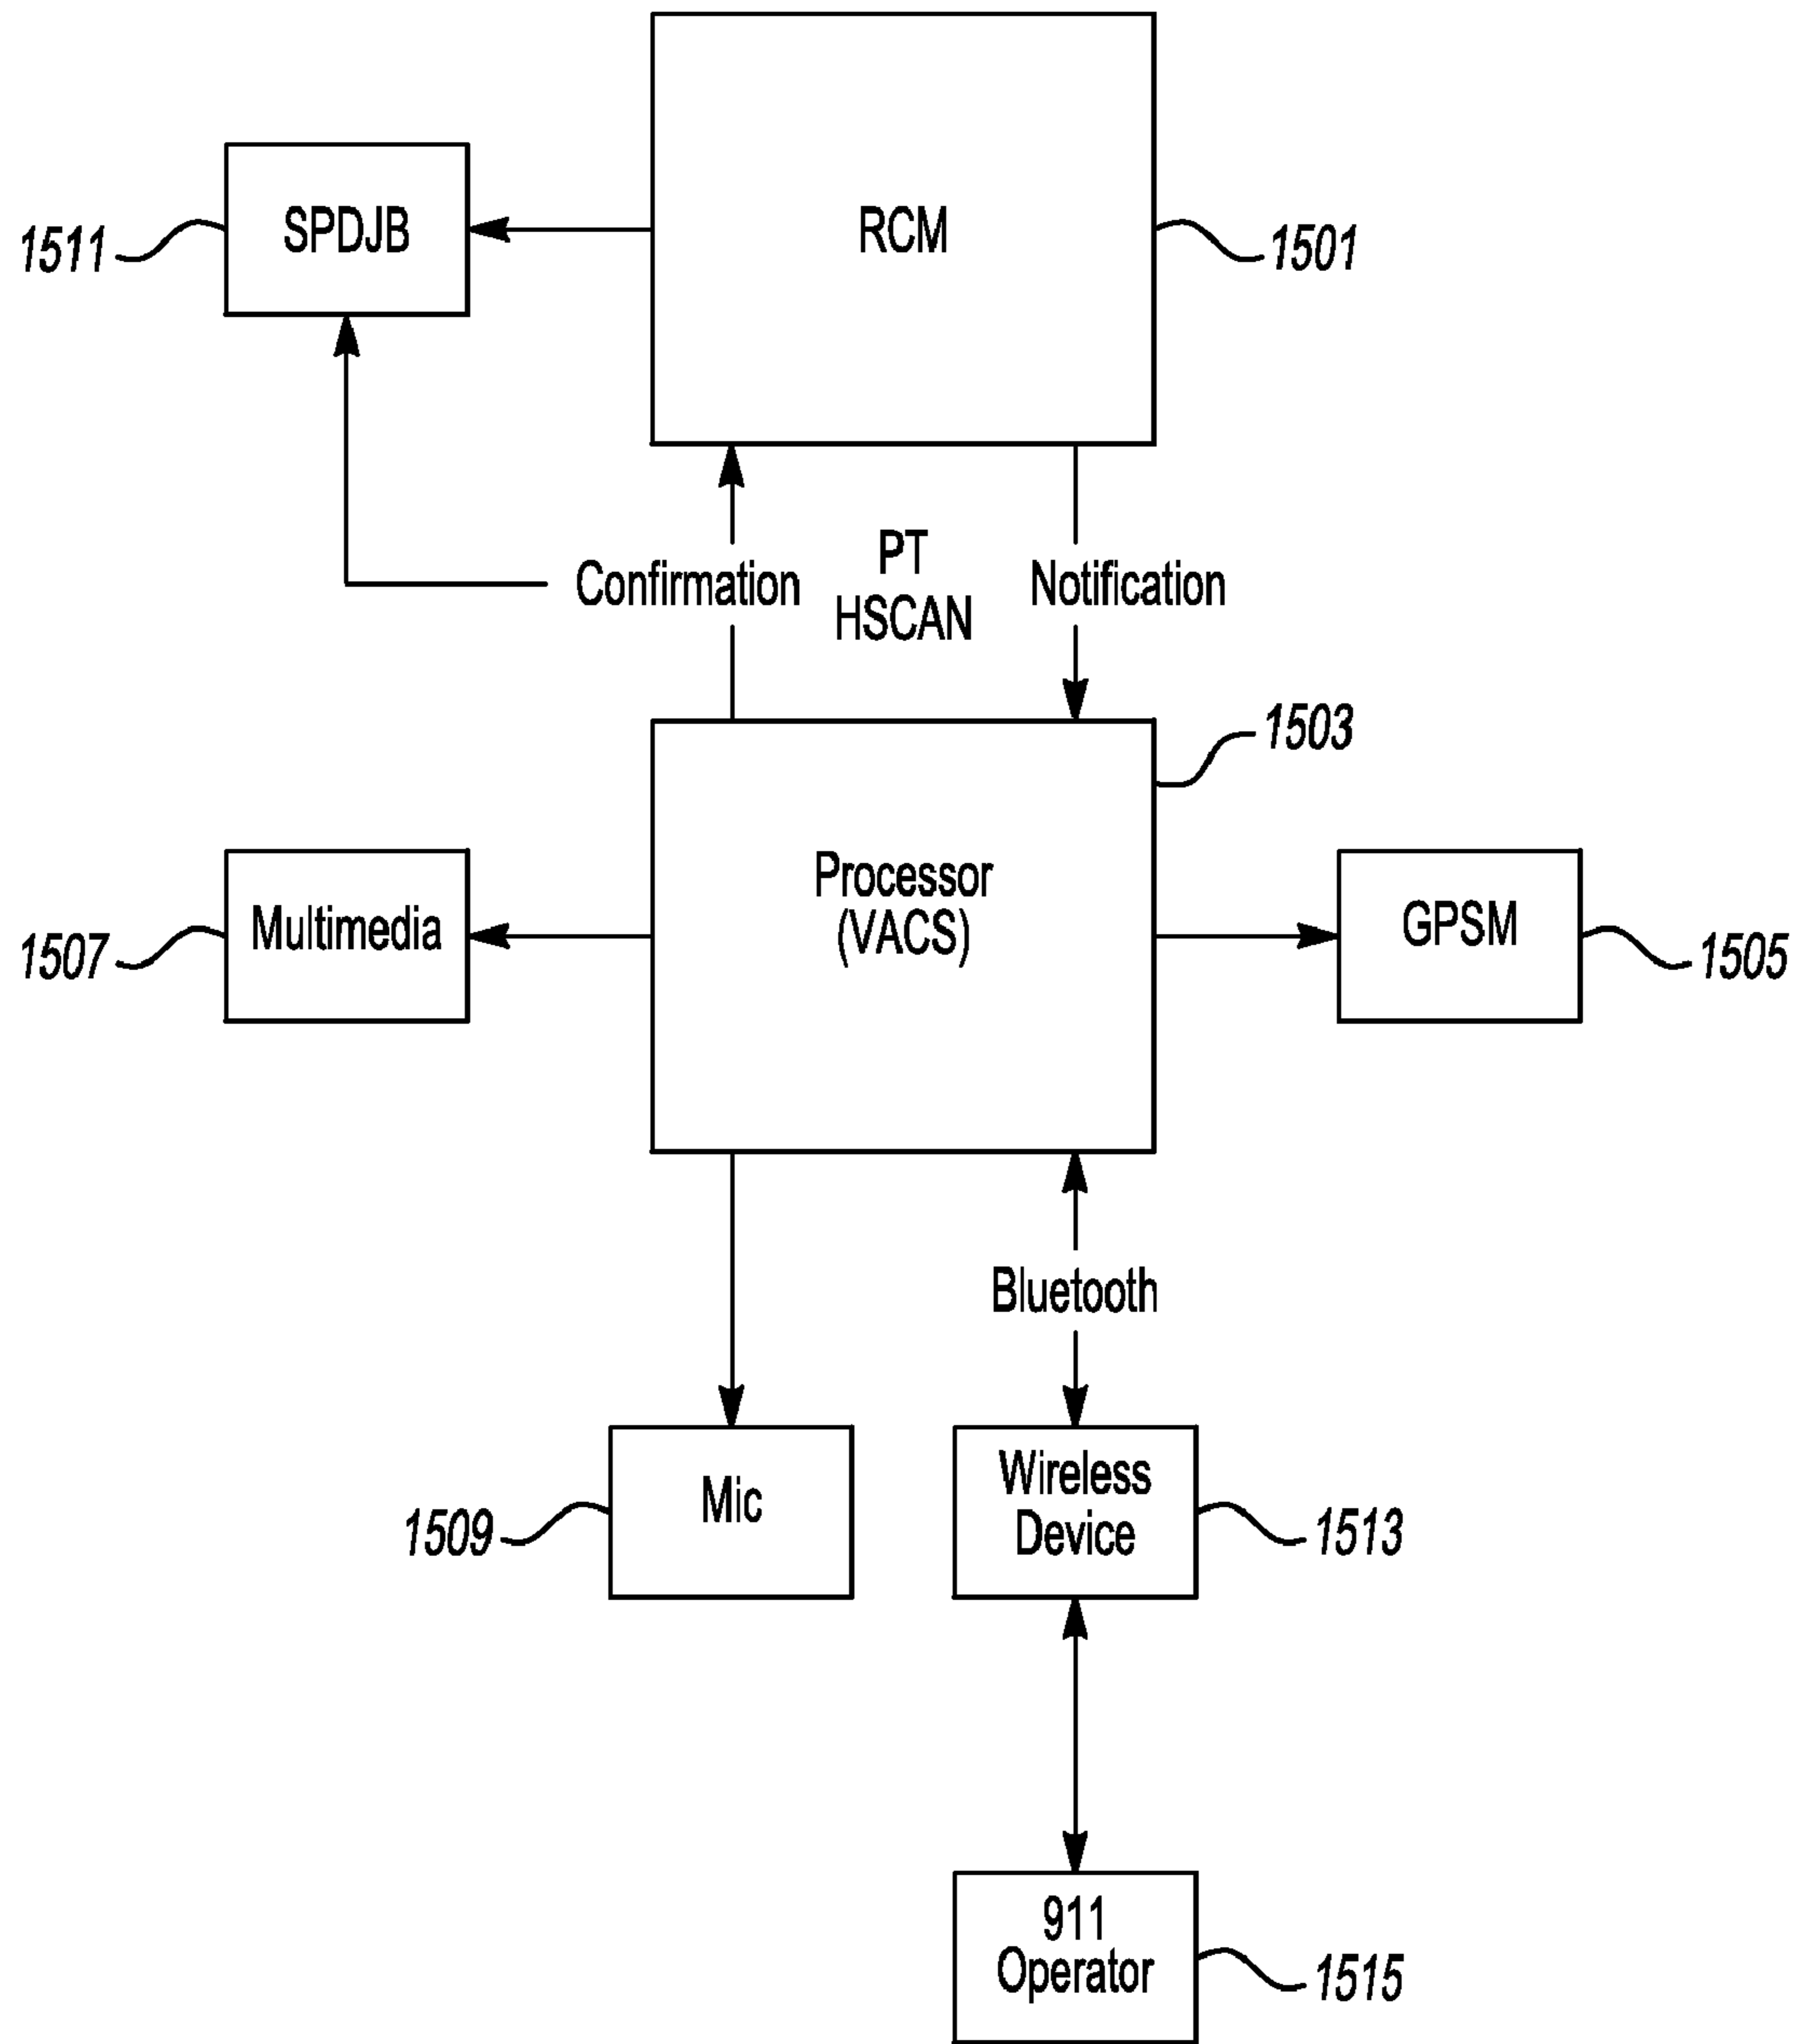 SPDJB
RCM
1511
1501
Confirmation
PT
HSCAN
Notification
1503
Processor
(VACS)
Multimedia
GPSM
1507
1505
Bluetooth
Mic
Wireless
Device
1509
1513
911
Operator
1515